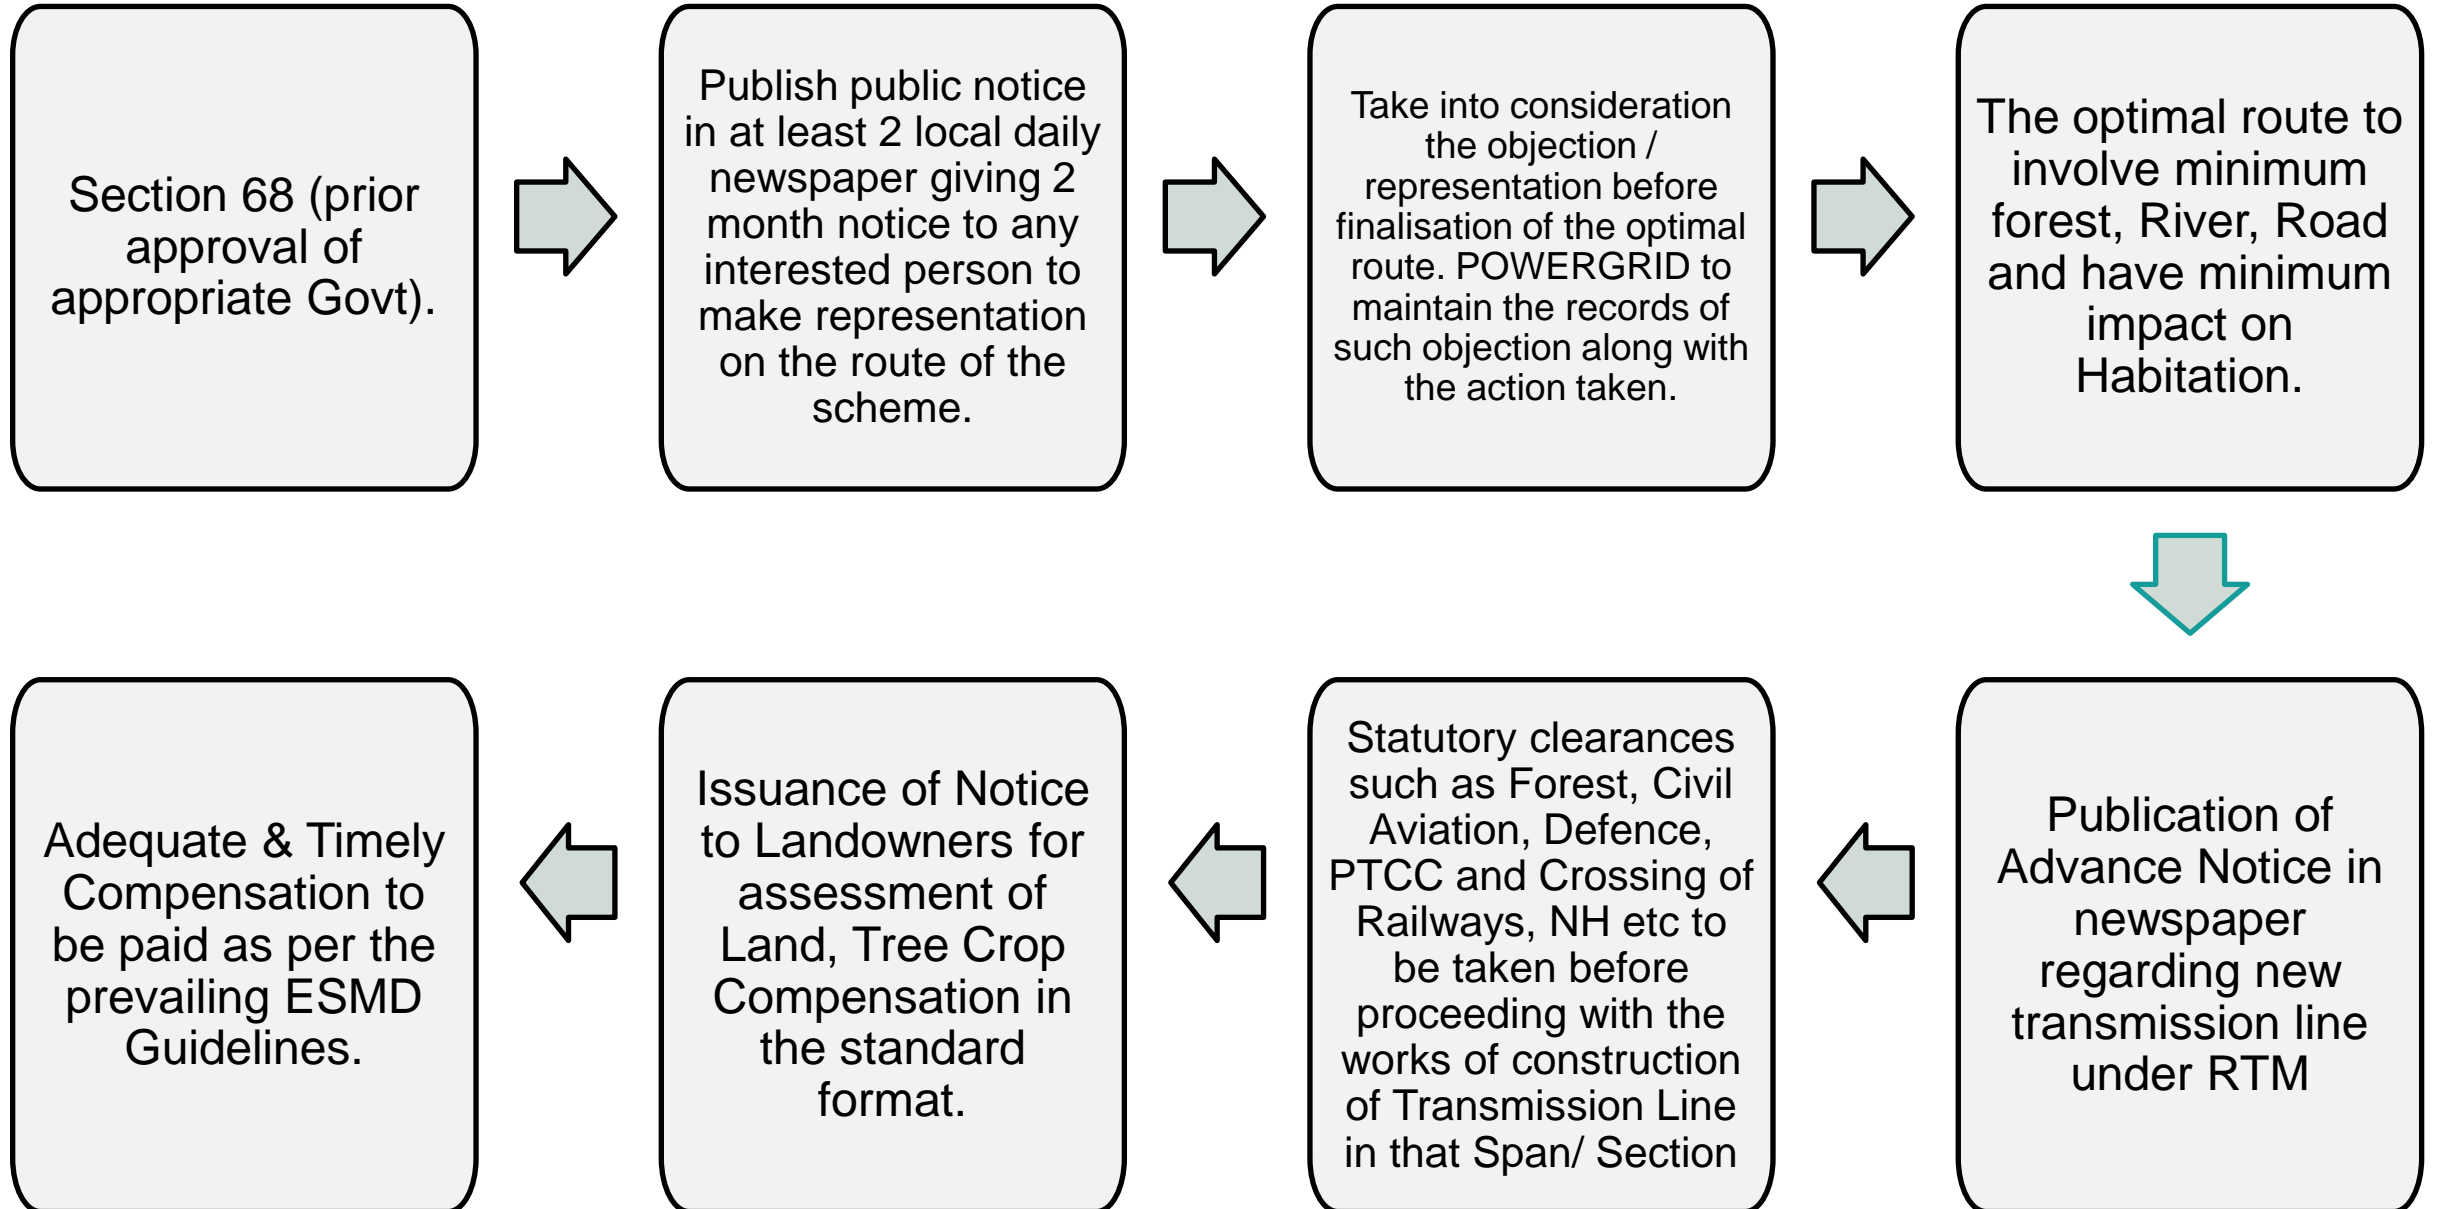 Section 68 (prior
approval of
appropriate Govt).
Publish public notice
in at least 2 local daily
newspaper giving 2
month notice to any
interested person to
make representation
on the route of the
scheme.
Take into consideration
the objection /
representation before
finalisation of the optimal
route. POWERGRID to
maintain the records of
such objection along with
the action taken.
The optimal route to
involve minimum
forest, River, Road
and have minimum
impact on
Habitation.
Publication of
Advance Notice in
newspaper
regarding new
transmission line
under RTM
Statutory clearances
such as Forest, Civil
Aviation, Defence,
PTCC and Crossing of
Railways, NH etc to
be taken before
proceeding with the
works of construction
of Transmission Line
in that Span/ Section
Issuance of Notice
to Landowners for
assessment of
Land, Tree Crop
Compensation in
the standard
format.
Adequate & Timely
Compensation to
be paid as per the
prevailing ESMD
Guidelines.